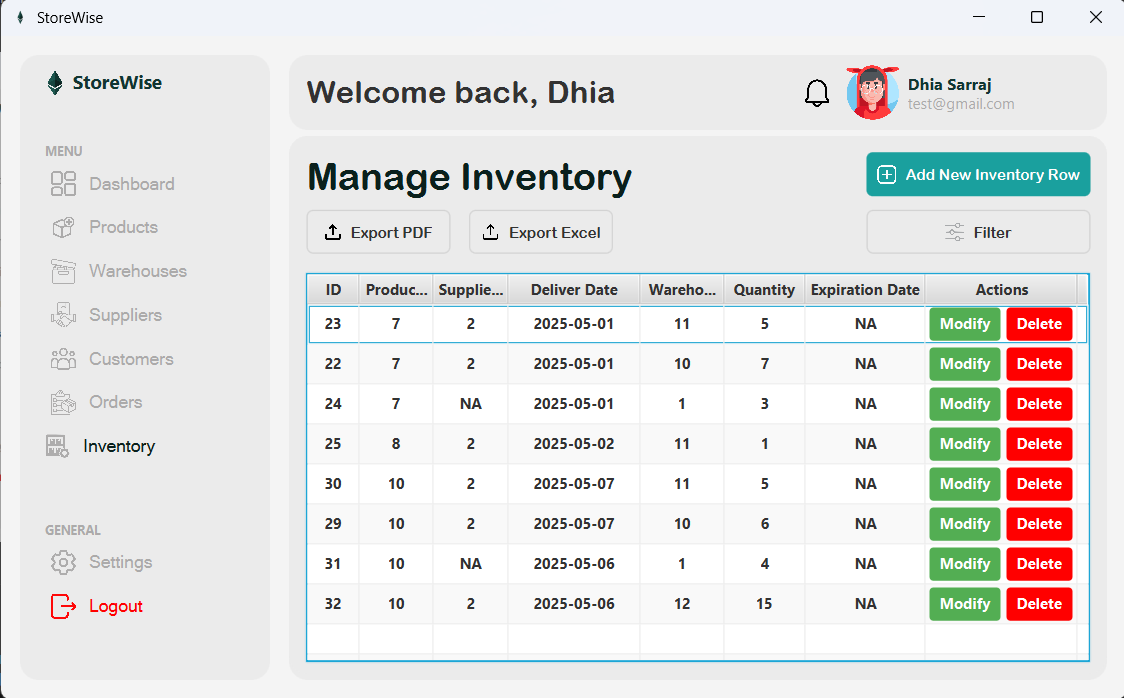 StoreWise
StoreWise
MENU
Dashboard
Products
Warehouses
Suppliers
Customers
Orders
Inventory
GENERAL
Settings
Logout
Welcome back, Dhia
Dhia Sarraj
test@gmail.com
Manage Inventory
Add New Inventory Row
Export PDF
Export Excel
Filter
ID Produc... Supplie... Deliver Date Wareho... Quantity Expiration Date Actions
23 7 2 2025-05-01 11 5 NA Modify Delete
22 7 2 2025-05-01 10 7 NA Modify Delete
24 7 NA 2025-05-01 1 3 NA Modify Delete
25 8 2 2025-05-02 11 1 NA Modify Delete
30 10 2 2025-05-07 11 5 NA Modify Delete
29 10 2 2025-05-07 10 6 NA Modify Delete
31 10 NA 2025-05-06 1 4 NA Modify Delete
32 10 2 2025-05-06 12 15 NA Modify Delete